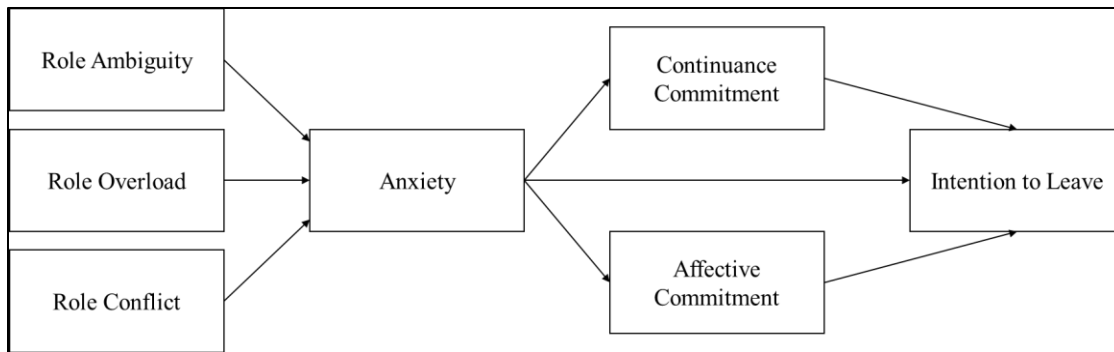 Role Ambiguity
Role Overload
Role Conflict
Anxiety
Continuance
Commitment
Affective
Commitment
Intention to Leave